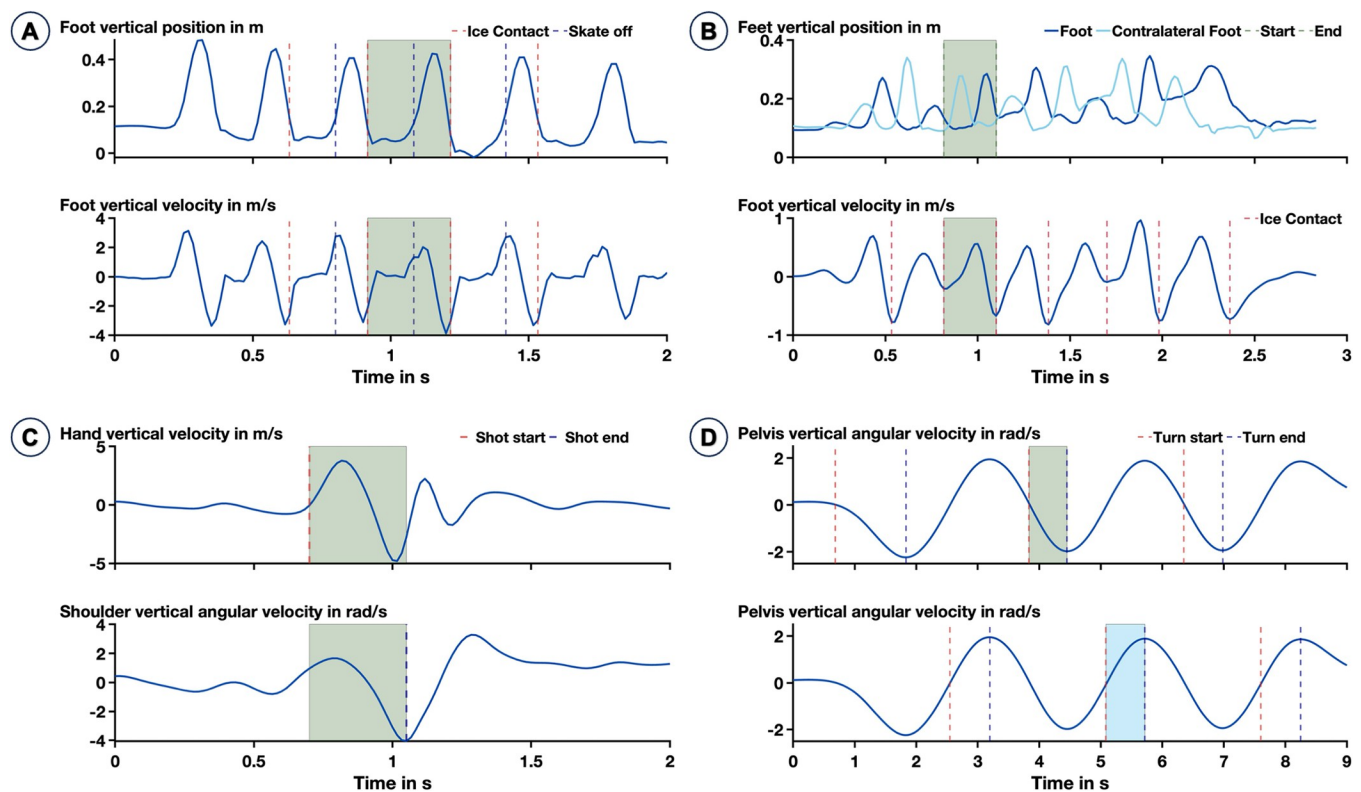 A
Foot vertical position in m
Ice Contact Skate off
0.4
0.2
0
Foot vertical velocity in m/s
4
2
0
-2
-4
0 0.5 1 1.5 2
Time in s
B
Feet vertical position in m
Foot Contralateral Foot Start End
0.4
0.2
0
Foot vertical velocity in m/s
Ice Contact
1
0
-1
0 0.5 1 1.5 2 2.5 3
Time in s
C
Hand vertical velocity in m/s
Shot start Shot end
5
0
-5
Shoulder vertical angular velocity in rad/s
4
2
0
-2
-4
0 0.5 1 1.5 2
Time in s
D
Pelvis vertical angular velocity in rad/s
Turn start Turn end
2
0
-2
Pelvis vertical angular velocity in rad/s
2
0
-2
0 1 2 3 4 5 6 7 8 9
Time in s